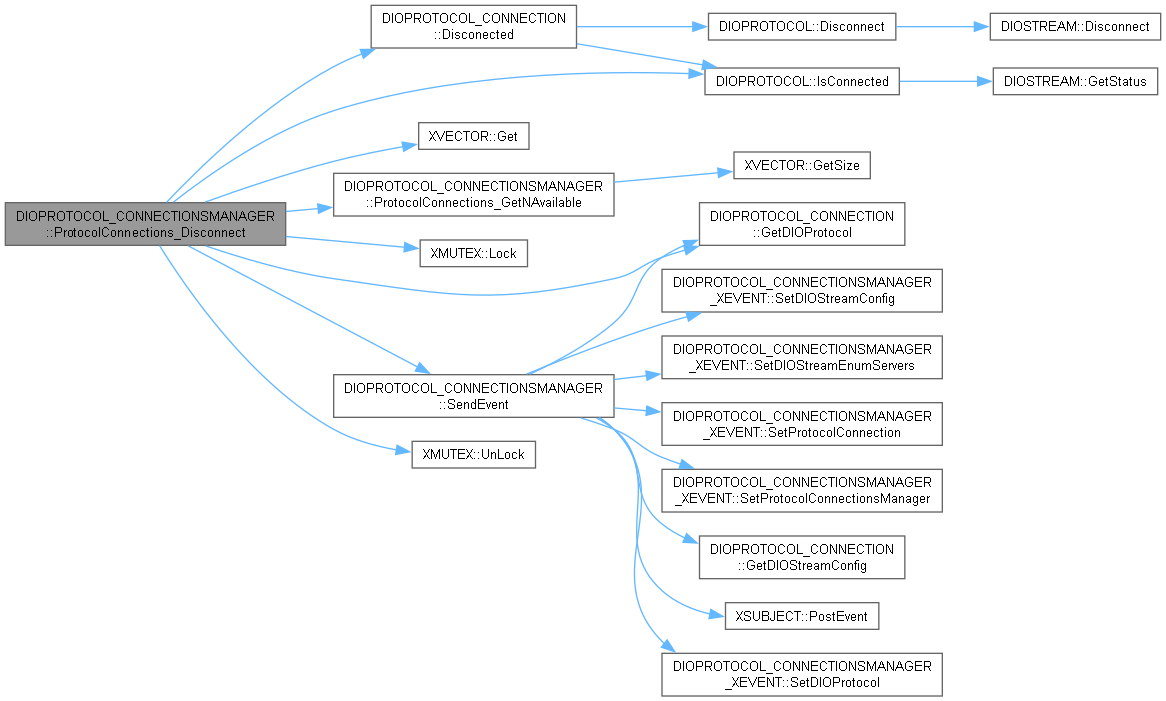 DIOPROTOCOL_CONNECTIONSMANAGER
::ProtocolConnections_Disconnect
DIOPROTOCOL_CONNECTION
::Disconected
DIOPROTOCOL::Disconnect
DIOSTREAM::Disconnect
DIOPROTOCOL::IsConnected
DIOSTREAM::GetStatus
XVECTOR::Get
DIOPROTOCOL_CONNECTIONSMANAGER
::ProtocolConnections_GetNAvailable
XVECTOR::GetSize
XMUTEX::Lock
DIOPROTOCOL_CONNECTION
::GetDIOProtocol
DIOPROTOCOL_CONNECTIONSMANAGER
_XEVENT::SetDIOStreamConfig
DIOPROTOCOL_CONNECTIONSMANAGER
_XEVENT::SetDIOStreamEnumServers
DIOPROTOCOL_CONNECTIONSMANAGER
::SendEvent
DIOPROTOCOL_CONNECTIONSMANAGER
_XEVENT::SetProtocolConnection
XMUTEX::UnLock
DIOPROTOCOL_CONNECTIONSMANAGER
_XEVENT::SetProtocolConnectionsManager
DIOPROTOCOL_CONNECTION
::GetDIOStreamConfig
XSUBJECT::PostEvent
DIOPROTOCOL_CONNECTIONSMANAGER
_XEVENT::SetDIOProtocol